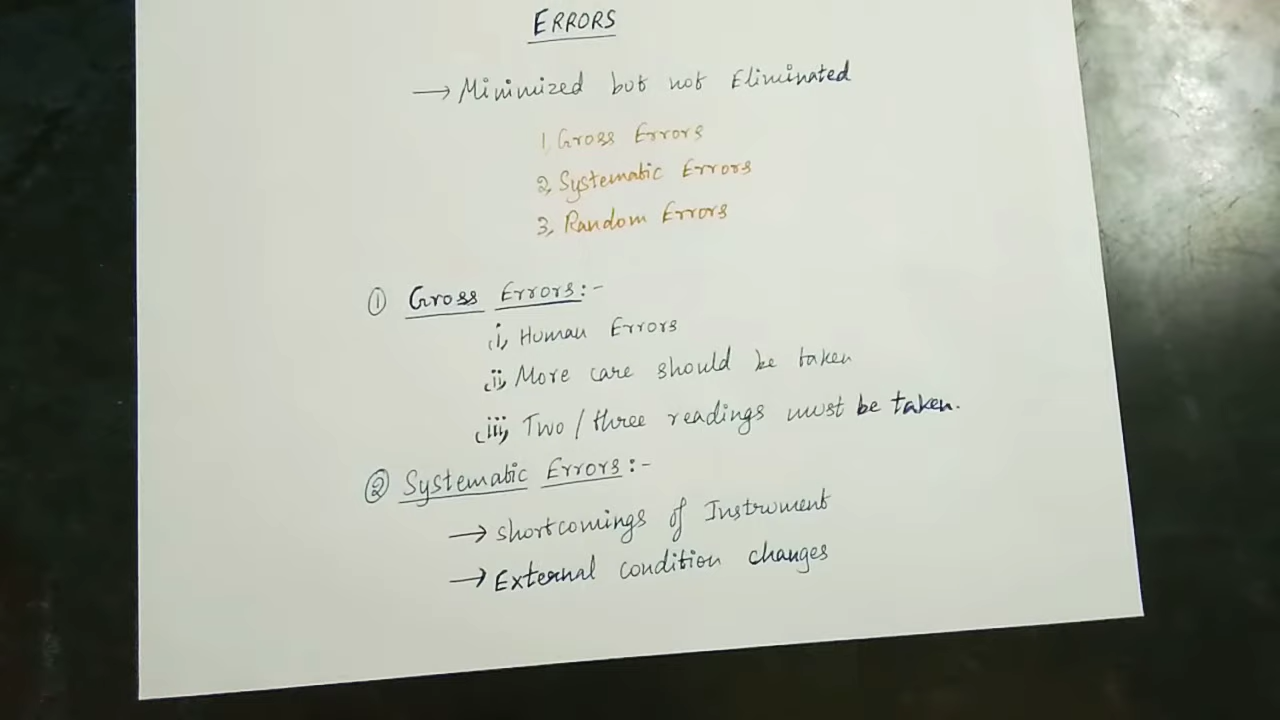 ERRORS
→ Minimized but not Eliminated
1, Gross Errors
2, Systematic Errors
3, Random Errors
① Gross Errors:-
(i, Human Errors
(ii, More care should be taken
(iii, Two / three readings must be taken.
② Systematic Errors:-
→ Shortcomings of Instrument
→ External condition changes